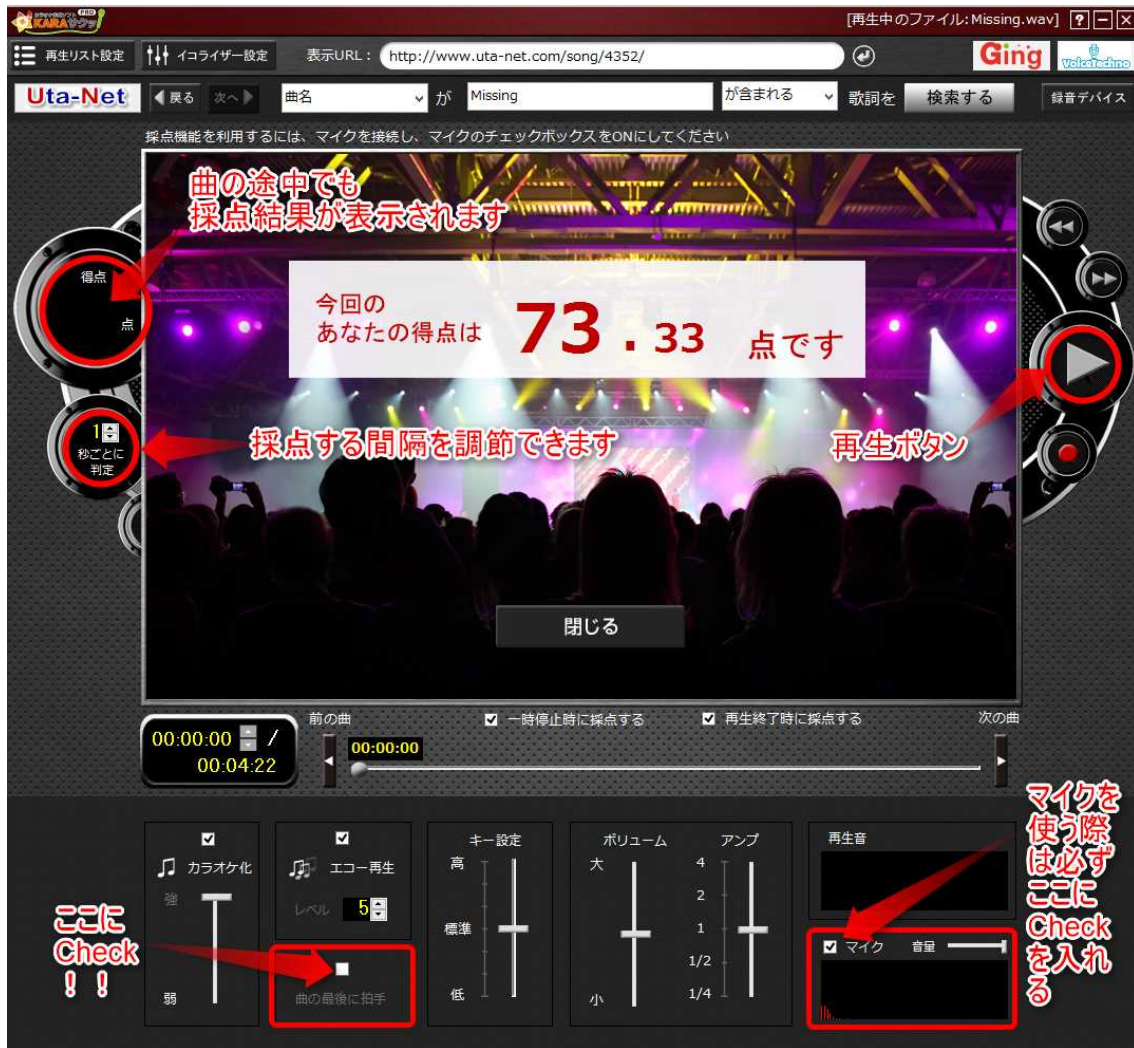 KARAサウッ PRO
[再生中のファイル:Missing.wav] ? － ×
再生リスト設定 イコライザー設定 表示URL： http://www.uta-net.com/song/4352/ Ging VoiceTechno
Uta-Net 戻る 次へ 曲名 が Missing が含まれる 歌詞を 検索する 録音デバイス
採点機能を利用するには、マイクを接続し、マイクのチェックボックスをONにしてください
曲の途中でも
採点結果が表示されます
得点
点
今回の
あなたの得点は 73.33 点です
1
秒ごとに
判定
採点する間隔を調節できます
再生ボタン
閉じる
前の曲 一時停止時に採点する 再生終了時に採点する 次の曲
00:00:00 /
00:04:22
00:00:00
カラオケ化
強
弱
エコー再生
レベル 5
曲の最後に拍手
ここに
Check
！！
キー設定
高
標準
低
ボリューム
大
小
アンプ
4
2
1
1/2
1/4
再生音
マイク 音量
マイクを
使う際
は必ず
ここに
Check
を入れ
る